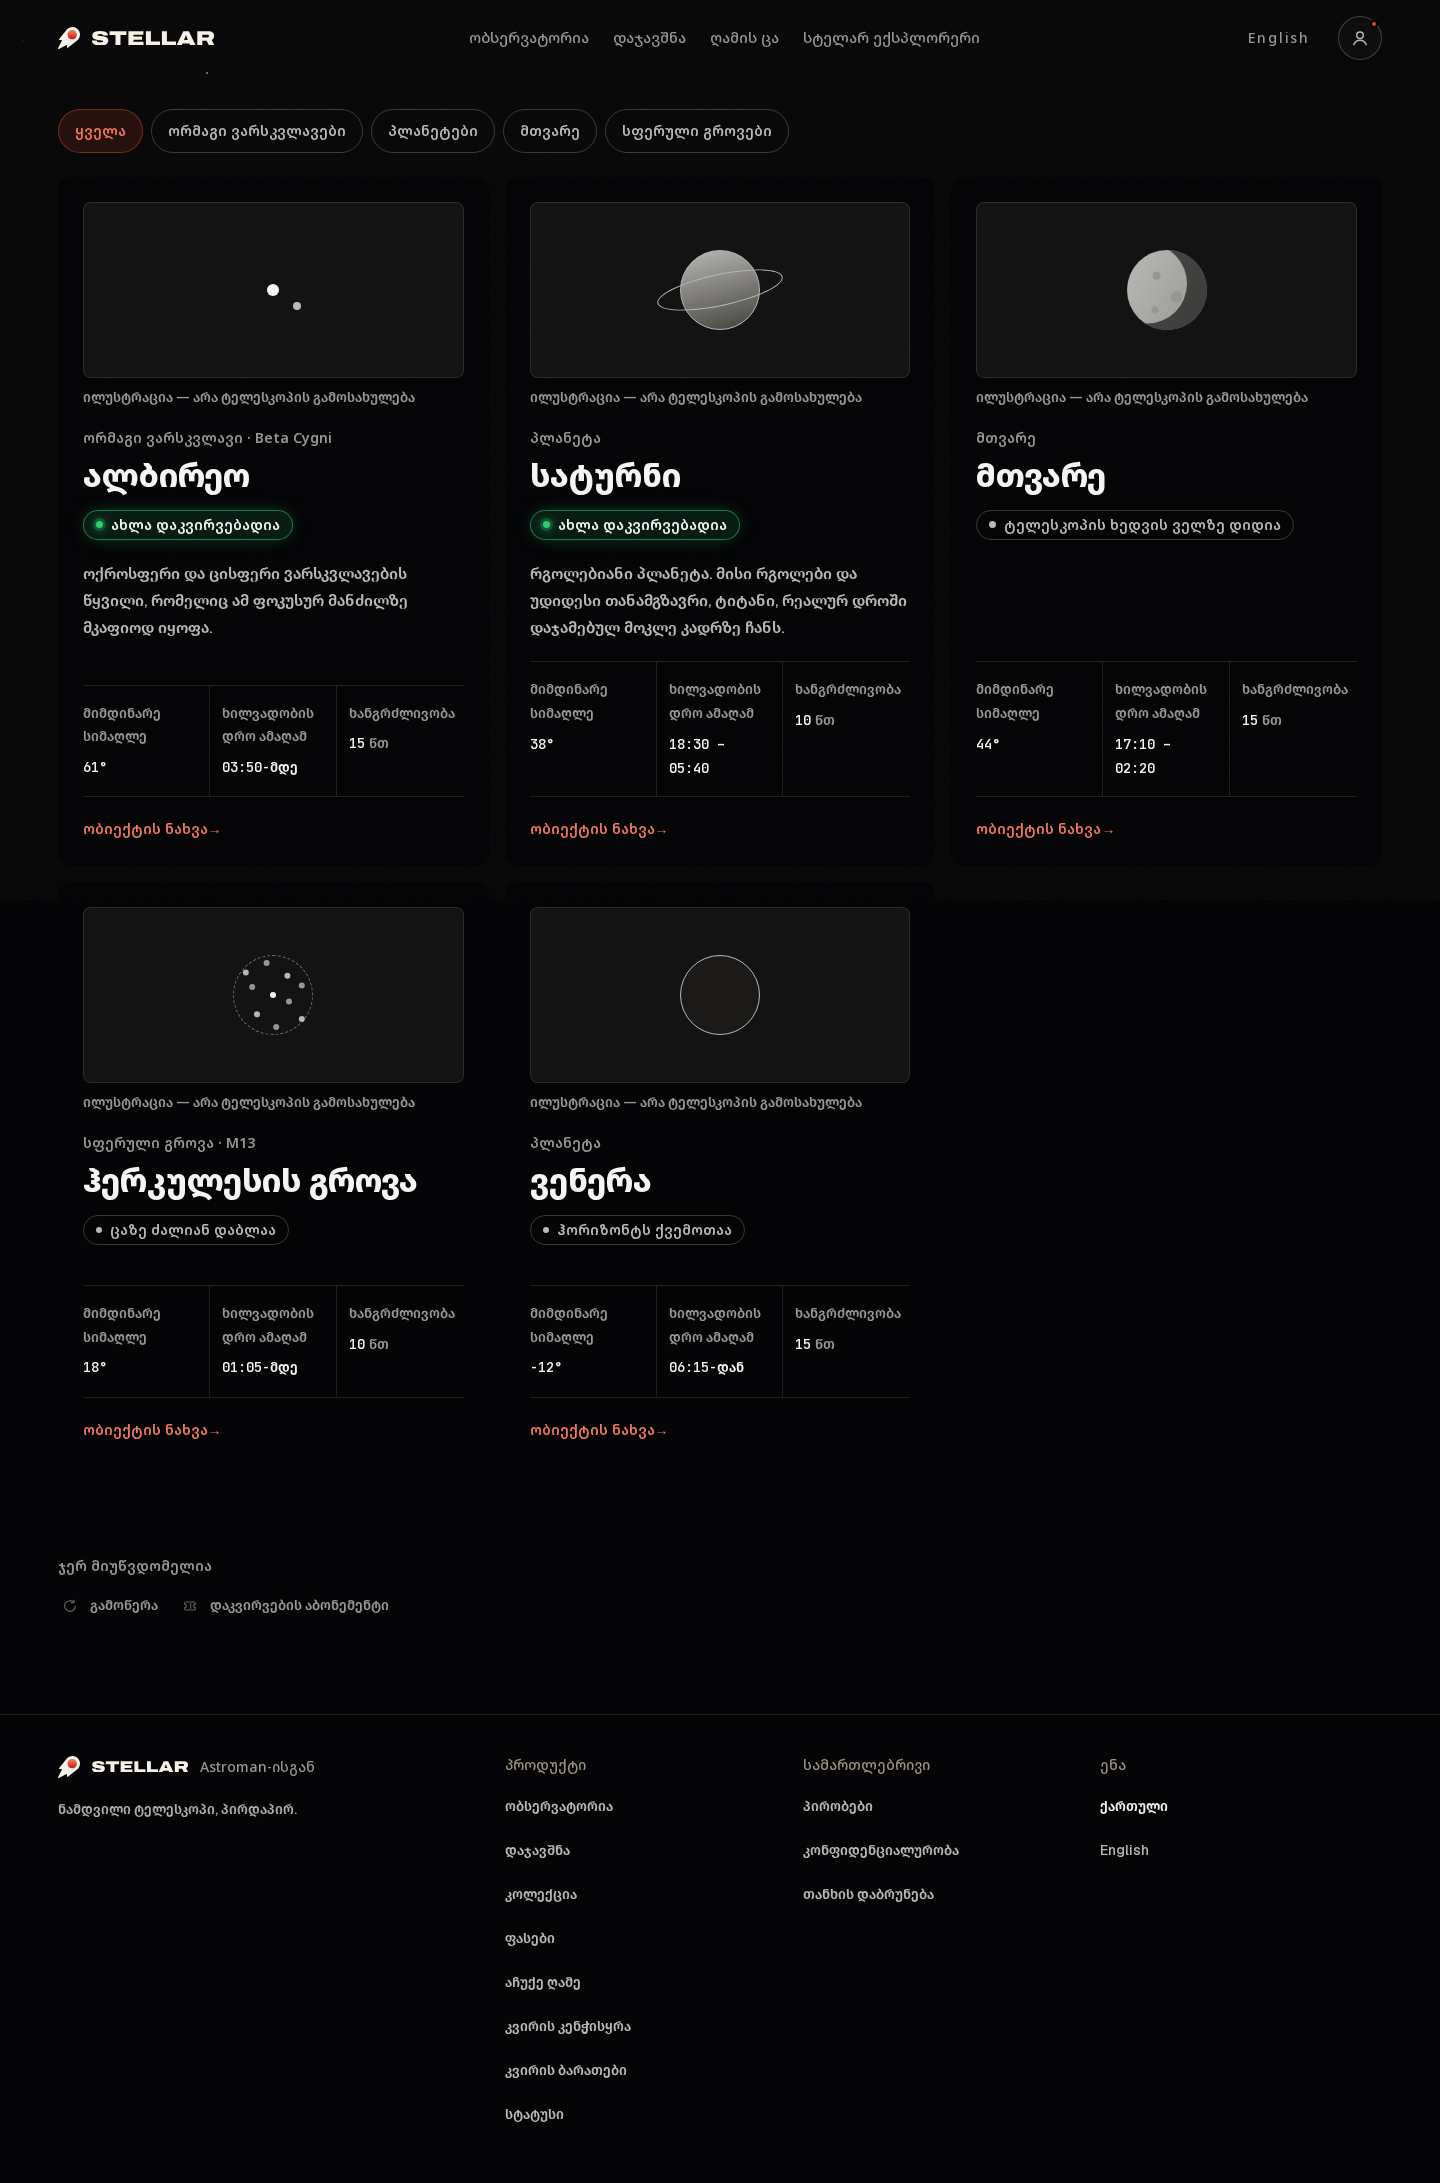 STELLAR
ობსერვატორია დაჯავშნა ღამის ცა სტელარ ექსპლორერი
English
ყველა ორმაგი ვარსკვლავები პლანეტები მთვარე სფერული გროვები
ილუსტრაცია — არა ტელესკოპის გამოსახულება
ორმაგი ვარსკვლავი · Beta Cygni
ალბირეო
ახლა დაკვირვებადია
ოქროსფერი და ცისფერი ვარსკვლავების
წყვილი, რომელიც ამ ფოკუსურ მანძილზე
მკაფიოდ იყოფა.
მიმდინარე
სიმაღლე
61°
ხილვადობის
დრო ამაღამ
03:50-მდე
ხანგრძლივობა
15 წთ
ობიექტის ნახვა→
ილუსტრაცია — არა ტელესკოპის გამოსახულება
პლანეტა
სატურნი
ახლა დაკვირვებადია
რგოლებიანი პლანეტა. მისი რგოლები და
უდიდესი თანამგზავრი, ტიტანი, რეალურ დროში
დაჯამებულ მოკლე კადრზე ჩანს.
მიმდინარე
სიმაღლე
38°
ხილვადობის
დრო ამაღამ
18:30 –
05:40
ხანგრძლივობა
10 წთ
ობიექტის ნახვა→
ილუსტრაცია — არა ტელესკოპის გამოსახულება
მთვარე
მთვარე
ტელესკოპის ხედვის ველზე დიდია
მიმდინარე
სიმაღლე
44°
ხილვადობის
დრო ამაღამ
17:10 –
02:20
ხანგრძლივობა
15 წთ
ობიექტის ნახვა→
ილუსტრაცია — არა ტელესკოპის გამოსახულება
სფერული გროვა · M13
ჰერკულესის გროვა
ცაზე ძალიან დაბლაა
მიმდინარე
სიმაღლე
18°
ხილვადობის
დრო ამაღამ
01:05-მდე
ხანგრძლივობა
10 წთ
ობიექტის ნახვა→
ილუსტრაცია — არა ტელესკოპის გამოსახულება
პლანეტა
ვენერა
ჰორიზონტს ქვემოთაა
მიმდინარე
სიმაღლე
-12°
ხილვადობის
დრო ამაღამ
06:15-დან
ხანგრძლივობა
15 წთ
ობიექტის ნახვა→
ჯერ მიუწვდომელია
გამოწერა დაკვირვების აბონემენტი
STELLAR Astroman-ისგან
ნამდვილი ტელესკოპი, პირდაპირ.
პროდუქტი
ობსერვატორია
დაჯავშნა
კოლექცია
ფასები
აჩუქე ღამე
კვირის კენჭისყრა
კვირის ბარათები
სტატუსი
სამართლებრივი
პირობები
კონფიდენციალურობა
თანხის დაბრუნება
ენა
ქართული
English